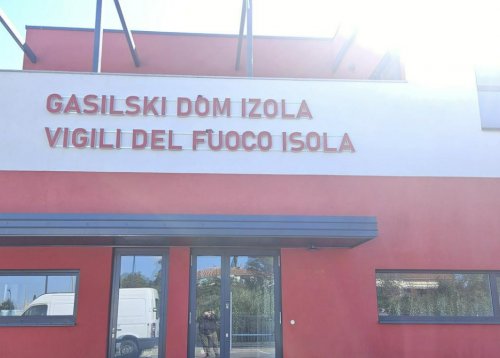 GASILSKI DOM IZOLA
VIGILI DEL FUOCO ISOLA